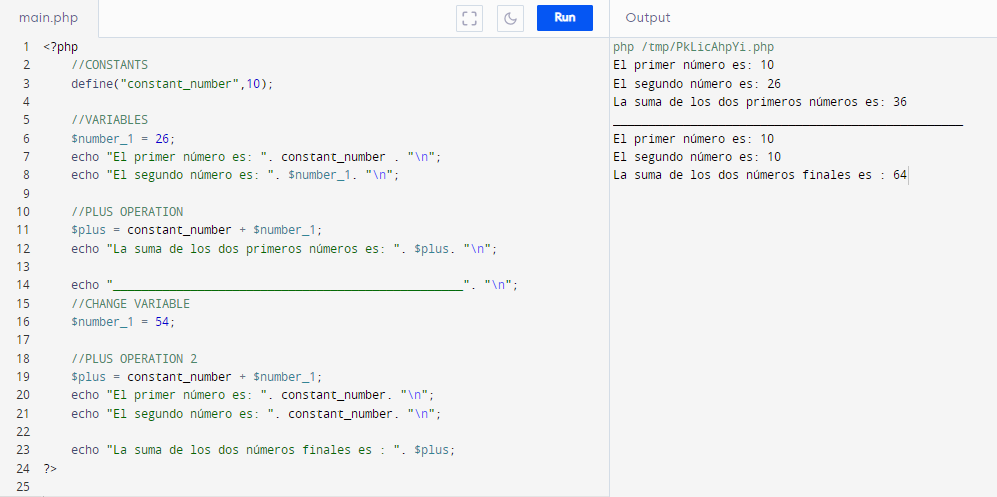 main.php
Run
Output
1 <?php
2 //CONSTANTS
3 define("constant_number",10);
4
5 //VARIABLES
6 $number_1 = 26;
7 echo "El primer número es: ". constant_number . "\n";
8 echo "El segundo número es: ". $number_1. "\n";
9
10 //PLUS OPERATION
11 $plus = constant_number + $number_1;
12 echo "La suma de los dos primeros números es: ". $plus. "\n";
13
14 echo "__________________________________________________". "\n";
15 //CHANGE VARIABLE
16 $number_1 = 54;
17
18 //PLUS OPERATION 2
19 $plus = constant_number + $number_1;
20 echo "El primer número es: ". constant_number. "\n";
21 echo "El segundo número es: ". constant_number. "\n";
22
23 echo "La suma de los dos números finales es : ". $plus;
24 ?>
25
php /tmp/PkLicAhpYi.php
El primer número es: 10
El segundo número es: 26
La suma de los dos primeros números es: 36
__________________________________________________
El primer número es: 10
El segundo número es: 10
La suma de los dos números finales es : 64